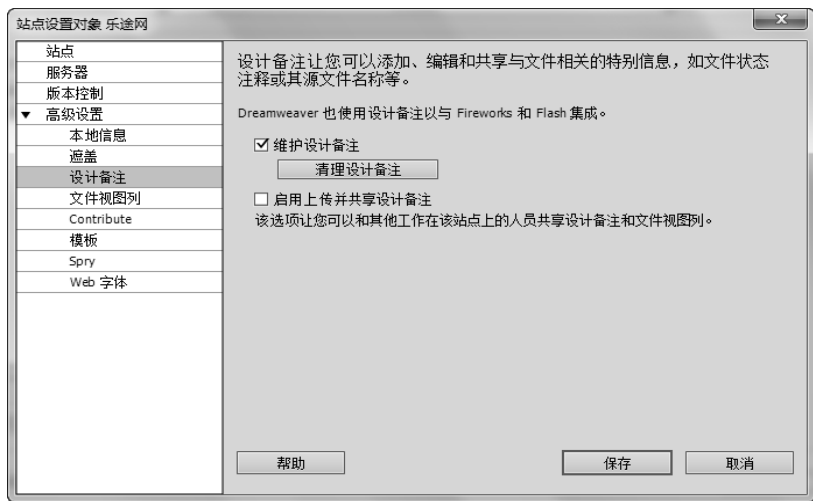 站点设置对象 乐途网
站点
服务器
版本控制
高级设置
本地信息
遮盖
设计备注
文件视图列
Contribute
模板
Spry
Web 字体
设计备注让您可以添加、编辑和共享与文件相关的特别信息，如文件状态
注释或其源文件名称等。
Dreamweaver 也使用设计备注以与 Fireworks 和 Flash 集成。
维护设计备注
清理设计备注
启用上传并共享设计备注
该选项让您可以和其他工作在该站点上的人员共享设计备注和文件视图列。
帮助
保存
取消